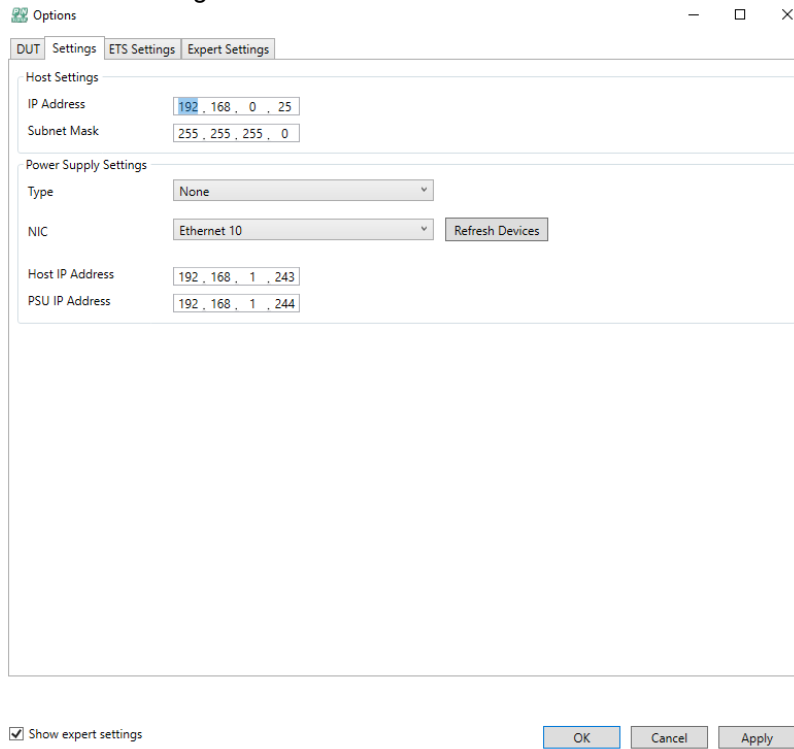 Options
DUT Settings ETS Settings Expert Settings
Host Settings
IP Address 192 . 168 . 0 . 25
Subnet Mask 255 . 255 . 255 . 0
Power Supply Settings
Type None
NIC Ethernet 10 Refresh Devices
Host IP Address 192 . 168 . 1 . 243
PSU IP Address 192 . 168 . 1 . 244
Show expert settings OK Cancel Apply